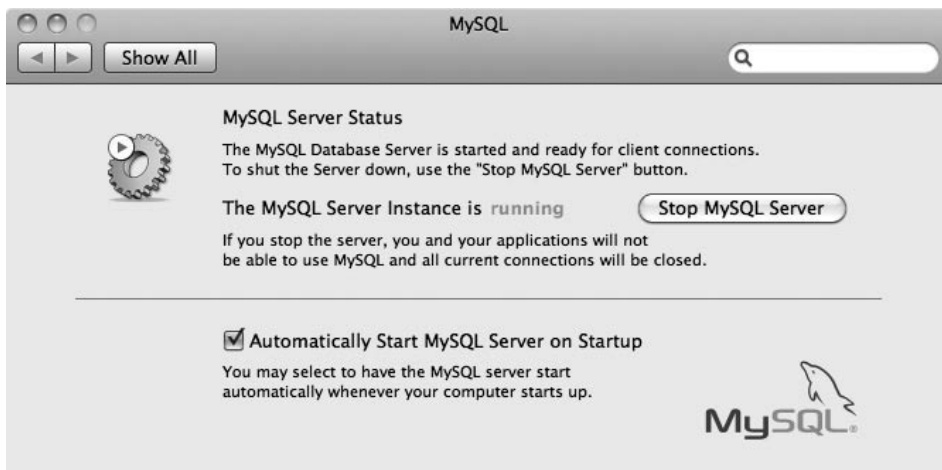 MySQL
Show All
MySQL Server Status
The MySQL Database Server is started and ready for client connections.
To shut the Server down, use the "Stop MySQL Server" button.
The MySQL Server Instance is running
Stop MySQL Server
If you stop the server, you and your applications will not
be able to use MySQL and all current connections will be closed.
Automatically Start MySQL Server on Startup
You may select to have the MySQL server start
automatically whenever your computer starts up.
MySQL®